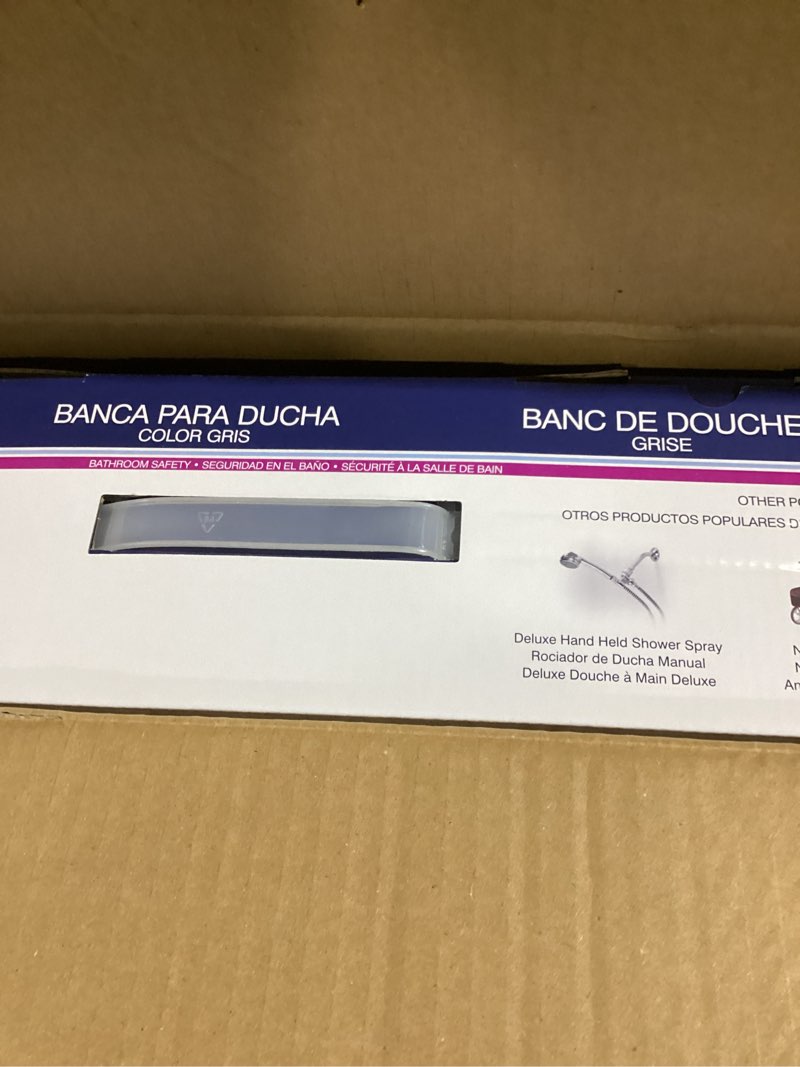 BANCA PARA DUCHA
COLOR GRIS
BANC DE DOUCHE
GRISE
BATHROOM SAFETY • SEGURIDAD EN EL BAÑO • SÉCURITÉ À LA SALLE DE BAIN
OTHER
OTROS PRODUCTOS POPULARES
Deluxe Hand Held Shower Spray
Rociador de Ducha Manual
Deluxe Douche à Main Deluxe